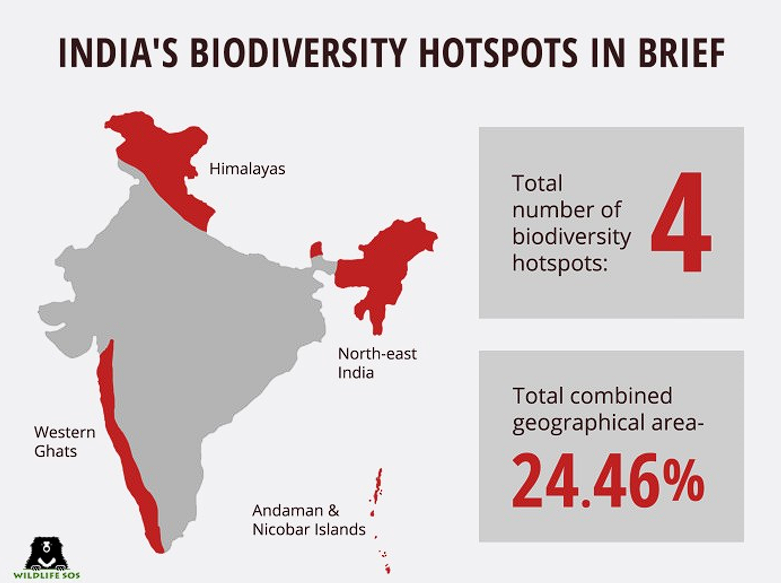 INDIA'S BIODIVERSITY HOTSPOTS IN BRIEF
Himalayas
North-east
India
Western
Ghats
Andaman &
Nicobar Islands
Total
number of
biodiversity
hotspots:
4
Total combined
geographical area-
24.46%
WILDLIFE SOS